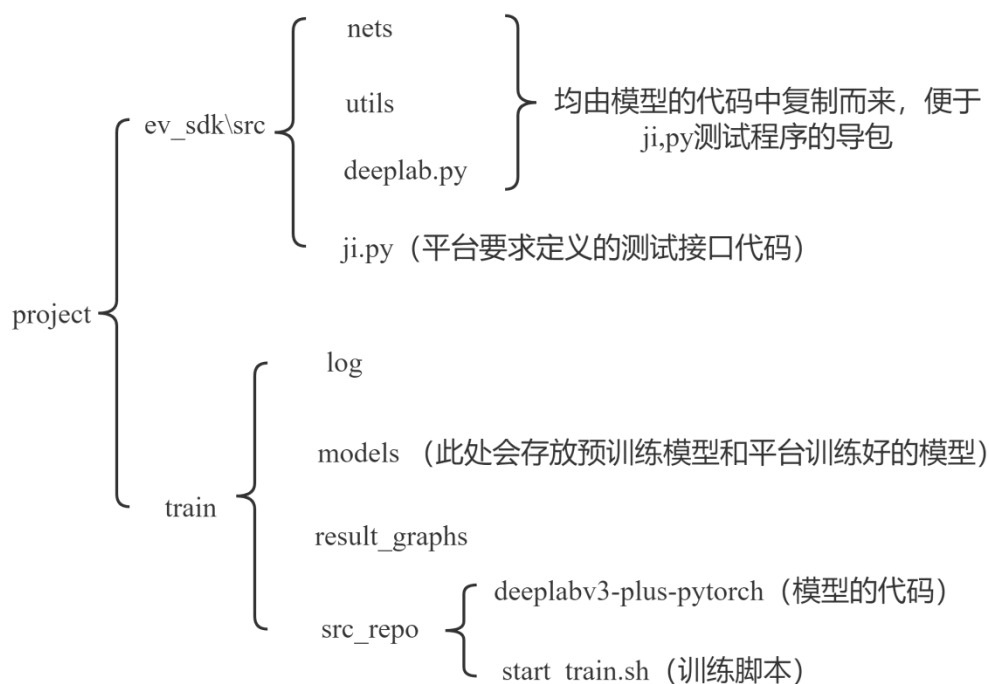 nets
utils
ev_sdk\src
deeplab.py
均由模型的代码中复制而来，便于
ji,py测试程序的导包
ji.py（平台要求定义的测试接口代码）
project
log
models （此处会存放预训练模型和平台训练好的模型）
train
result_graphs
src_repo
deeplabv3-plus-pytorch（模型的代码）
start_train.sh（训练脚本）